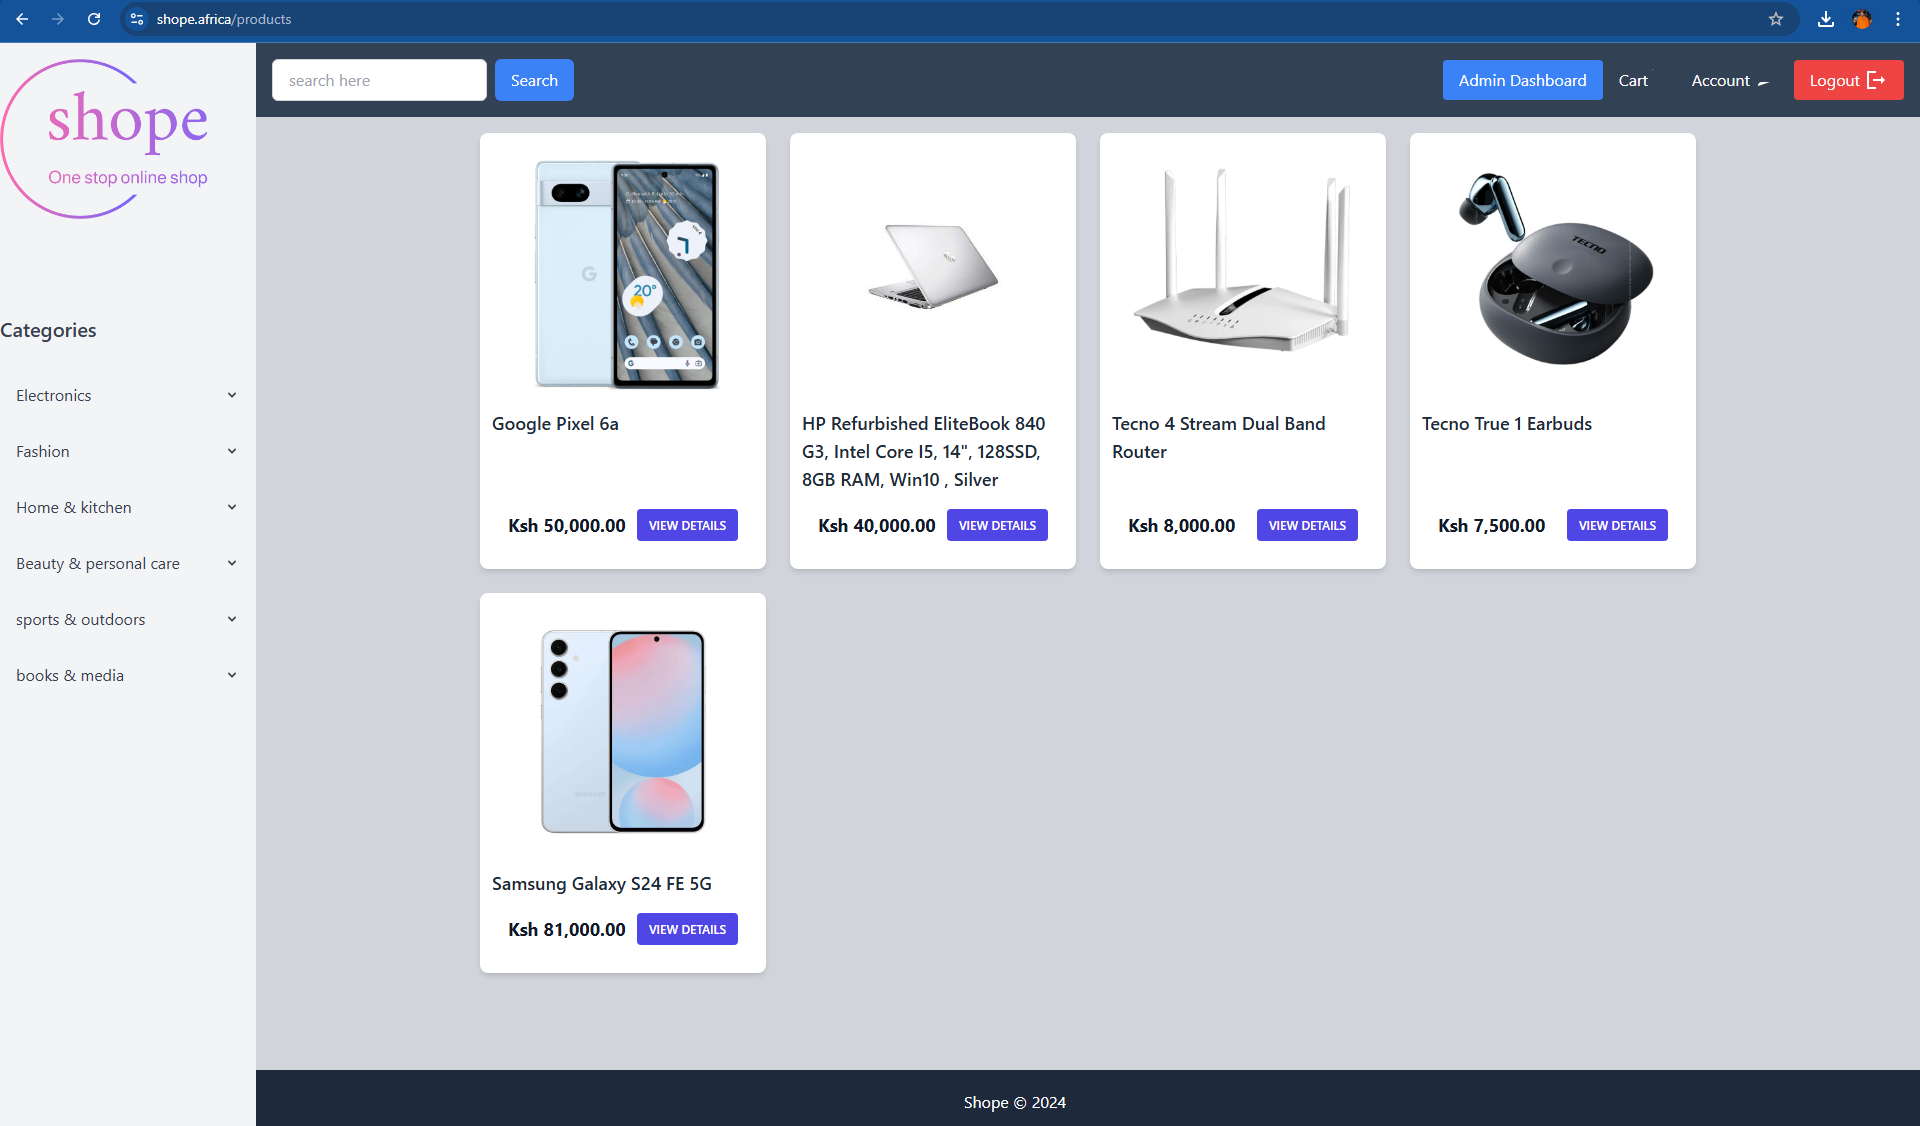 shope.africa/products
shope
One stop online shop
search here
Search
Admin Dashboard
Cart
Account
Logout
Categories
Electronics
Fashion
Home & kitchen
Beauty & personal care
sports & outdoors
books & media
G
20°
G
Google Pixel 6a
Ksh 50,000.00
VIEW DETAILS
HP Refurbished EliteBook 840
G3, Intel Core I5, 14", 128SSD,
8GB RAM, Win10 , Silver
Ksh 40,000.00
VIEW DETAILS
Tecno 4 Stream Dual Band
Router
Ksh 8,000.00
VIEW DETAILS
TECNO
Tecno True 1 Earbuds
Ksh 7,500.00
VIEW DETAILS
SAMSUNG
Samsung Galaxy S24 FE 5G
Ksh 81,000.00
VIEW DETAILS
Shope © 2024